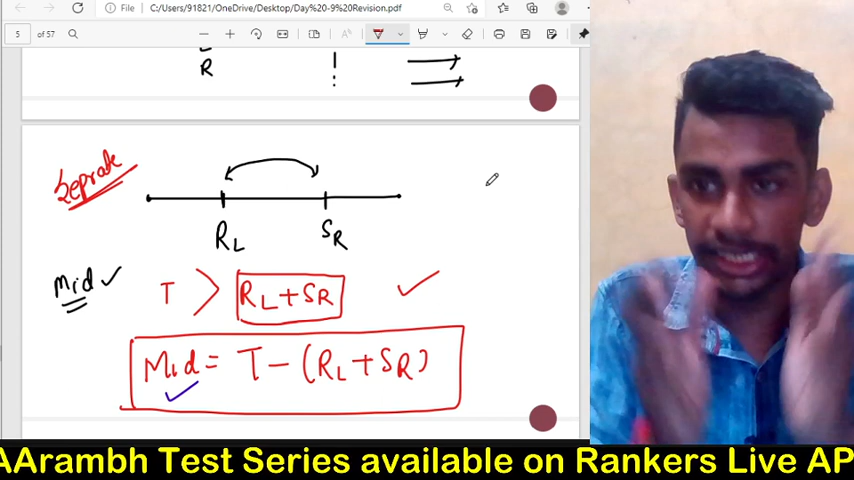 File | C:/Users/91821/OneDrive/Desktop/Day%20-9%20Revision.pdf
5 of 57
R
Seprate
RL SR
Mid ✓ T > RL+SR ✓
Mid = T - (RL + SR)
AArambh Test Series available on Rankers Live AP